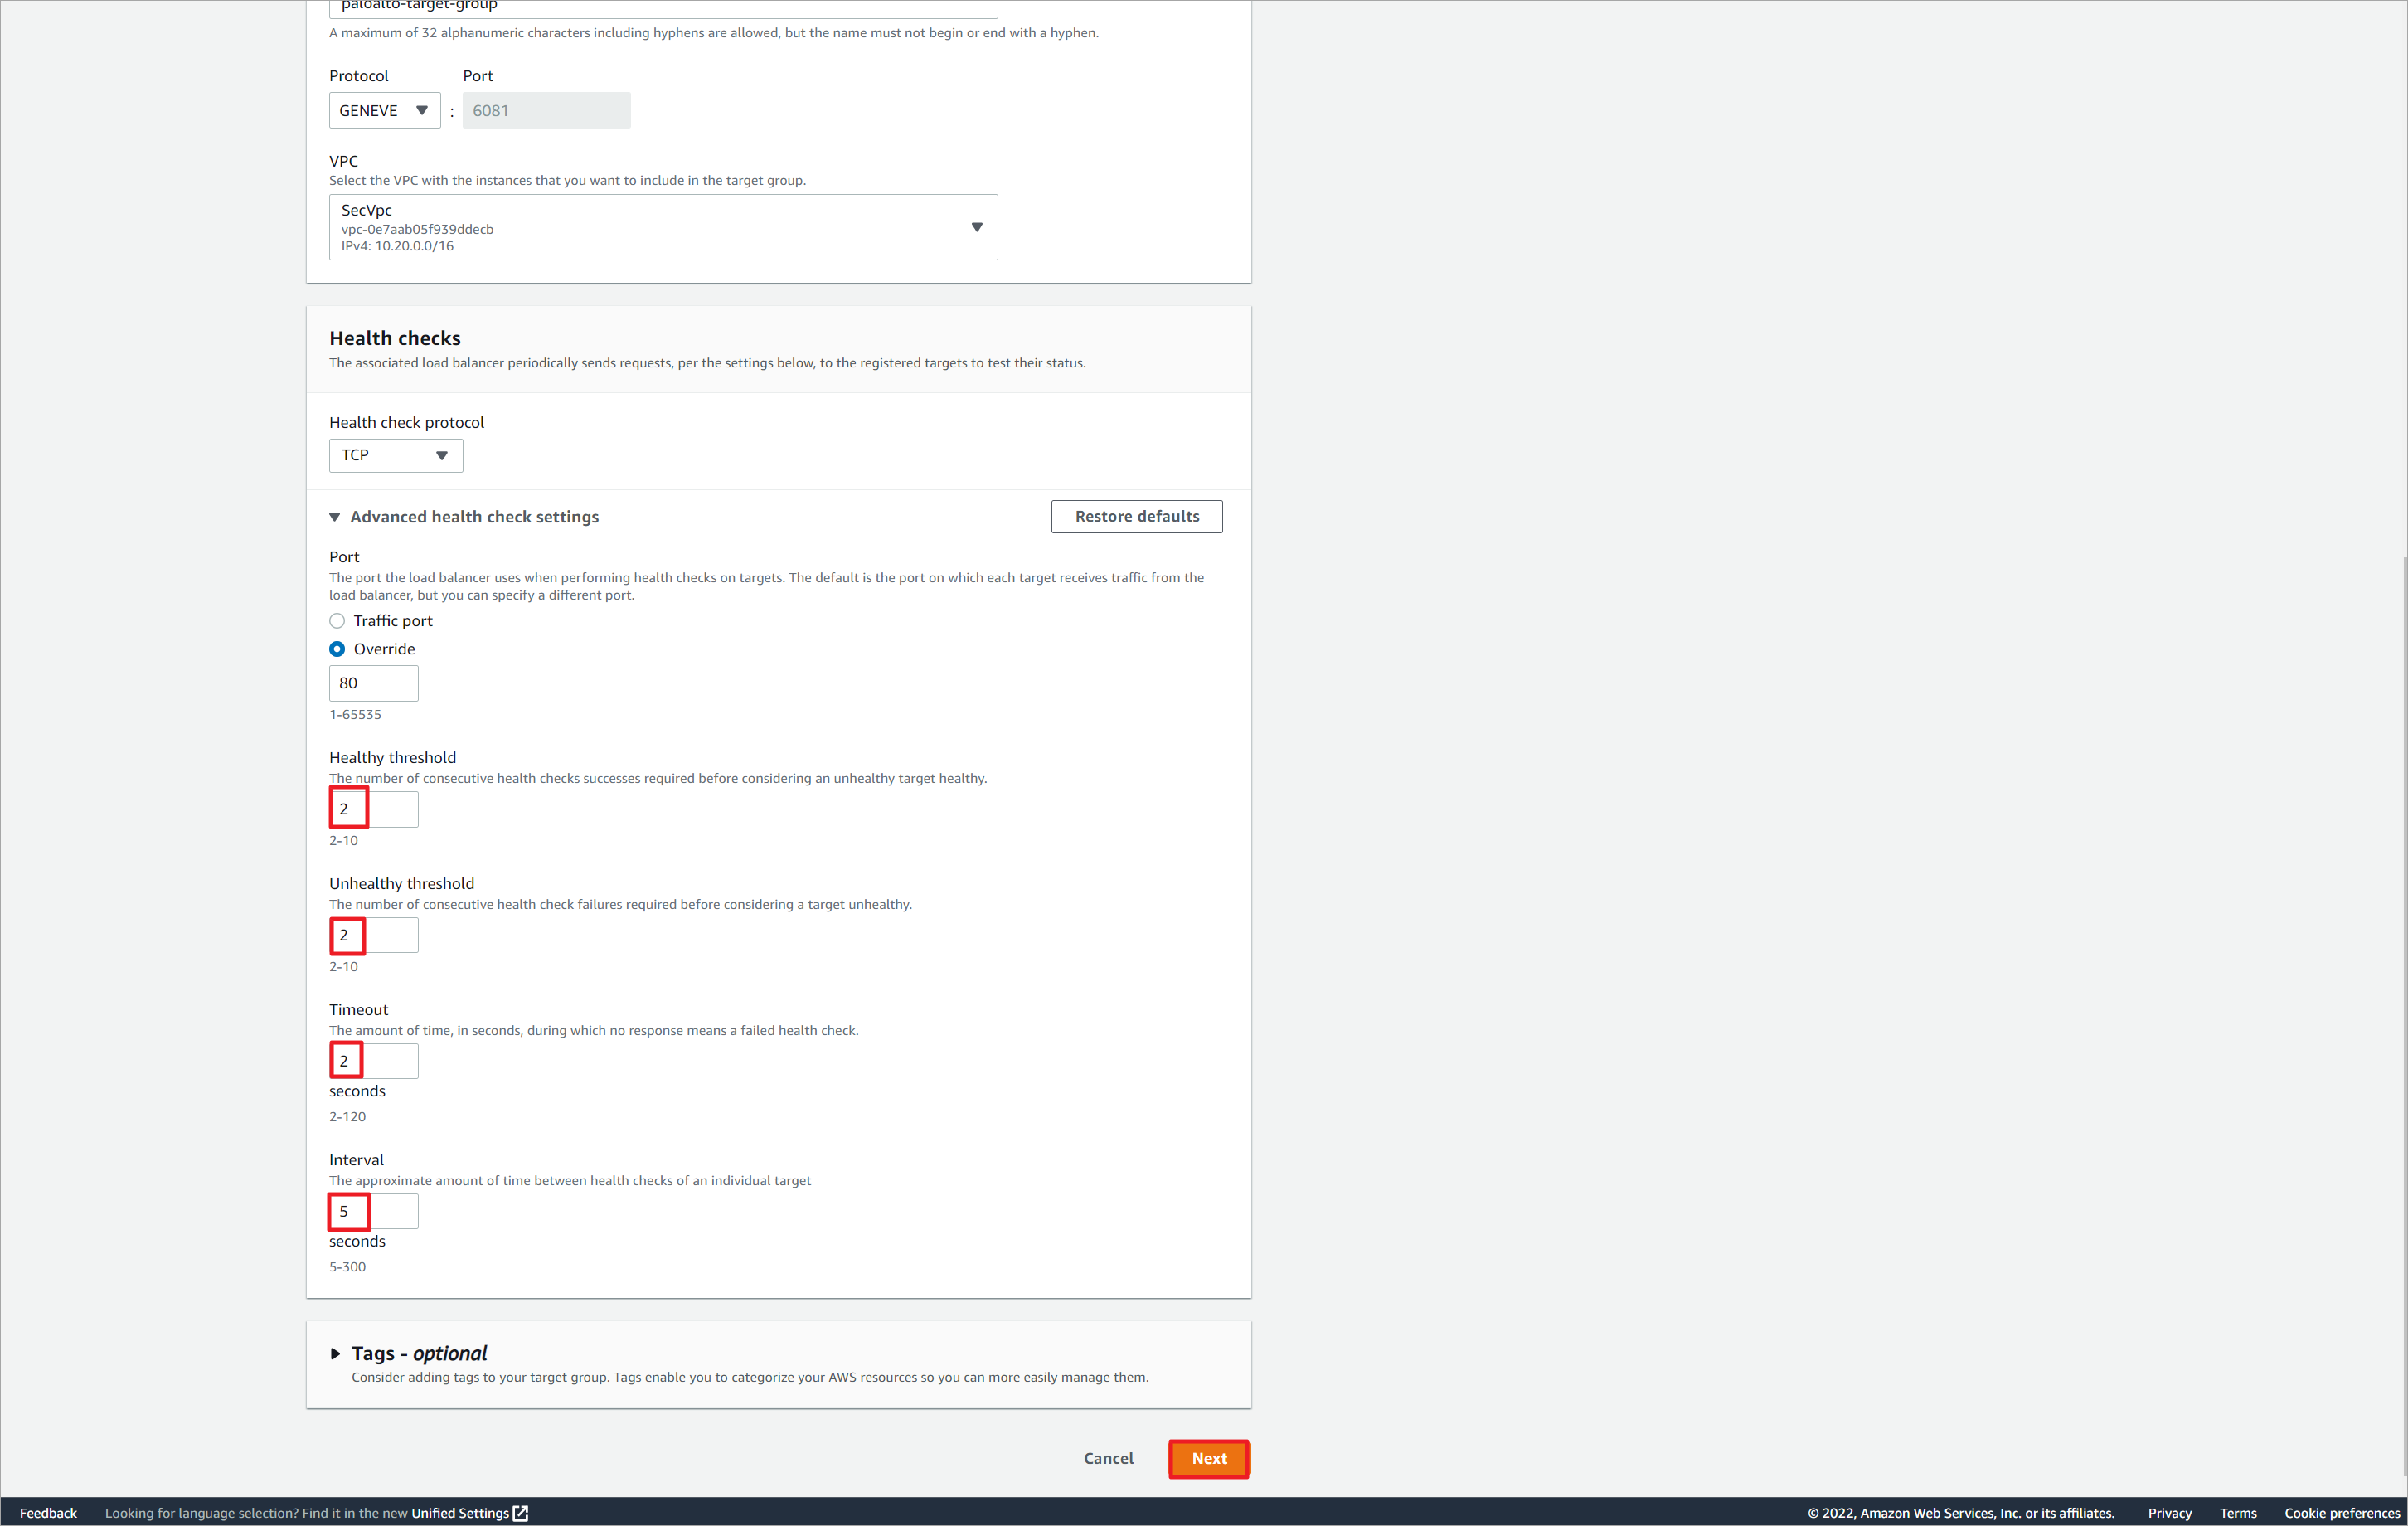 paloalto-target-group
A maximum of 32 alphanumeric characters including hyphens are allowed, but the name must not begin or end with a hyphen.
Protocol Port
GENEVE : 6081
VPC
Select the VPC with the instances that you want to include in the target group.
SecVpc
vpc-0e7aab05f939ddecb
IPv4: 10.20.0.0/16
Health checks
The associated load balancer periodically sends requests, per the settings below, to the registered targets to test their status.
Health check protocol
TCP
Advanced health check settings Restore defaults
Port
The port the load balancer uses when performing health checks on targets. The default is the port on which each target receives traffic from the
load balancer, but you can specify a different port.
Traffic port
Override
80
1-65535
Healthy threshold
The number of consecutive health checks successes required before considering an unhealthy target healthy.
2
2-10
Unhealthy threshold
The number of consecutive health check failures required before considering a target unhealthy.
2
2-10
Timeout
The amount of time, in seconds, during which no response means a failed health check.
2
seconds
2-120
Interval
The approximate amount of time between health checks of an individual target
5
seconds
5-300
Tags - optional
Consider adding tags to your target group. Tags enable you to categorize your AWS resources so you can more easily manage them.
Cancel Next
Feedback Looking for language selection? Find it in the new Unified Settings © 2022, Amazon Web Services, Inc. or its affiliates. Privacy Terms Cookie preferences